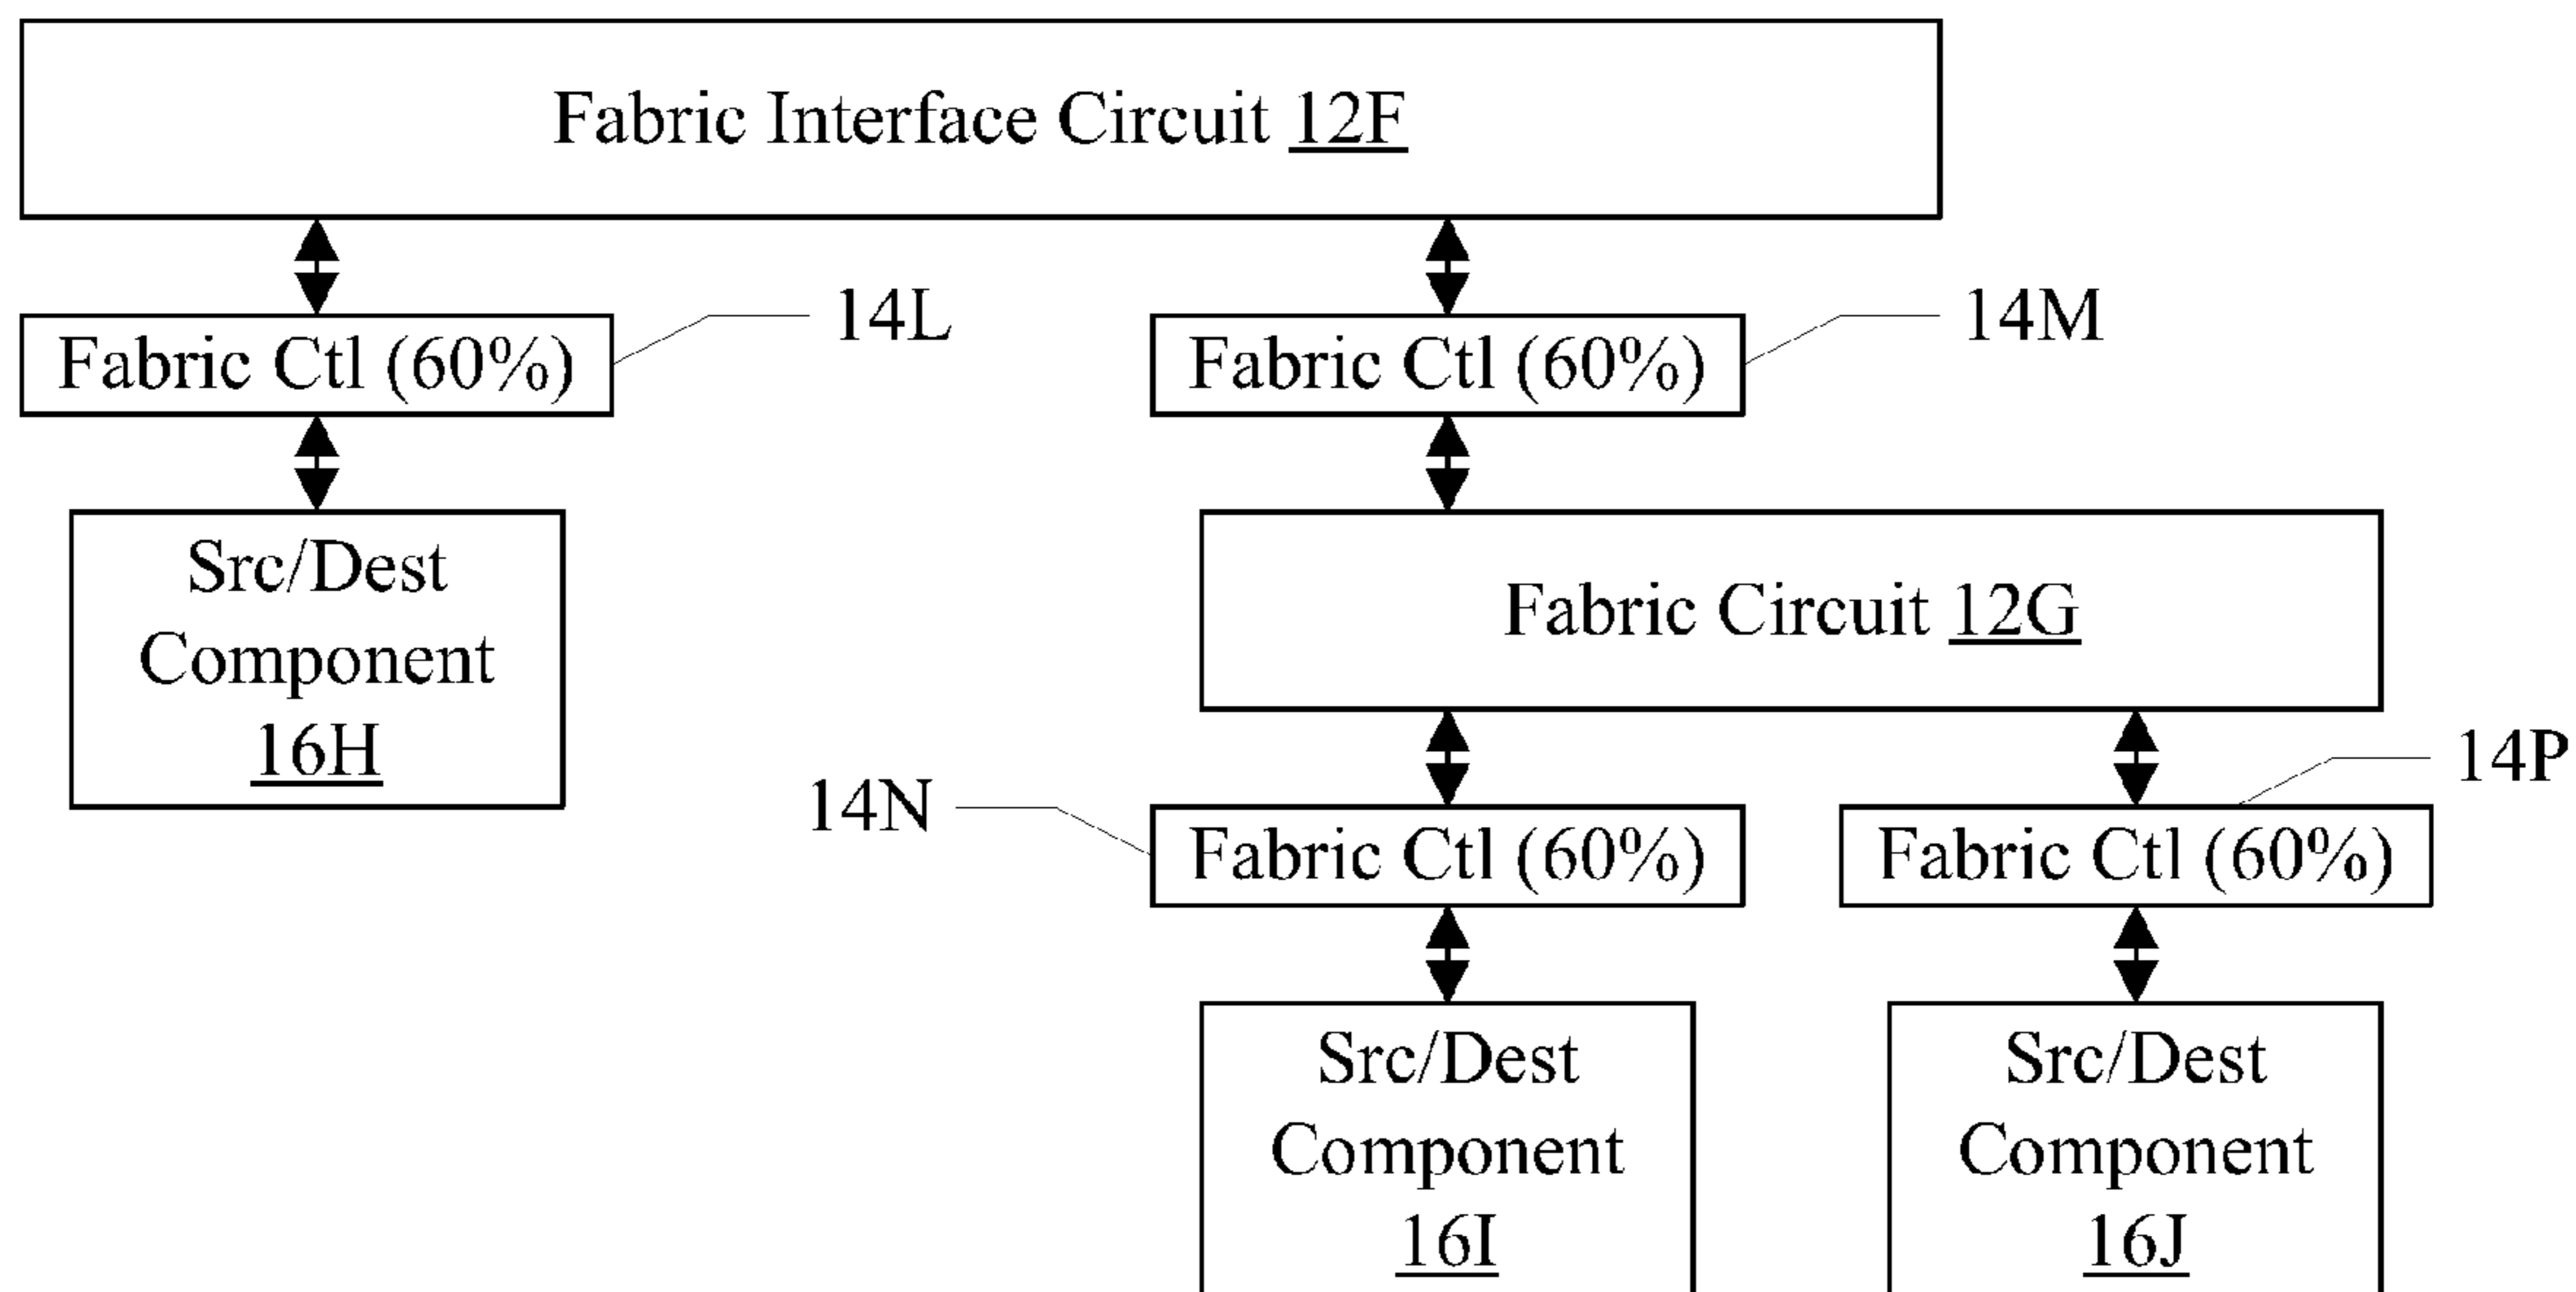 Fabric Interface Circuit 12F
14L
14M
Fabric Ctl (60%)
Fabric Ctl (60%)
Src/Dest
Component
16H
Fabric Circuit 12G
14N
14P
Fabric Ctl (60%)
Fabric Ctl (60%)
Src/Dest
Component
16I
Src/Dest
Component
16J